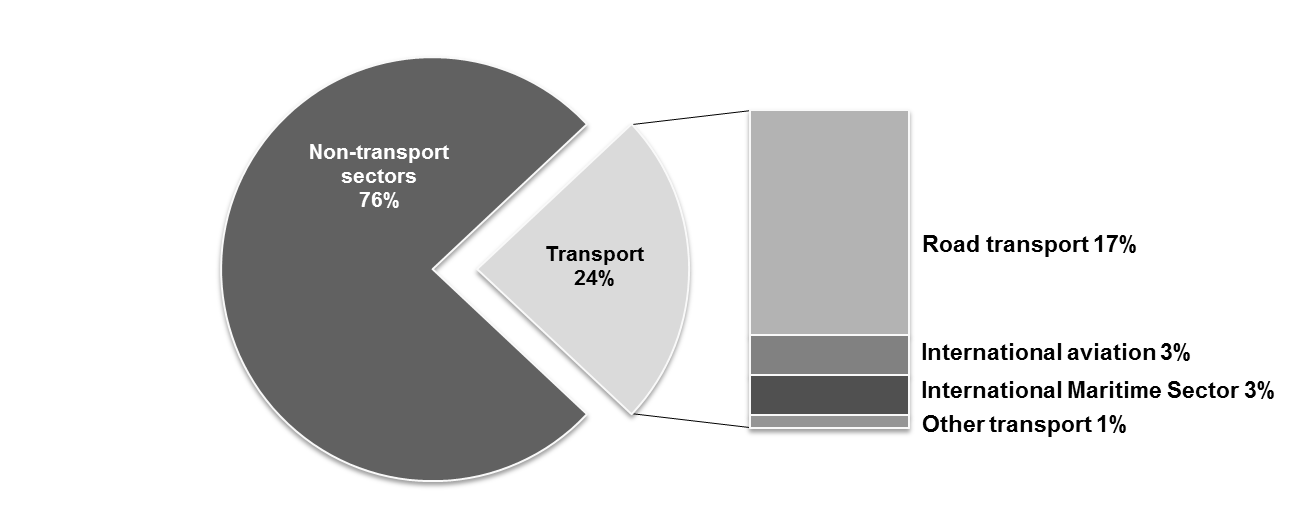 Non-transport
sectors
76%
Transport
24%
Road transport 17%
International aviation 3%
International Maritime Sector 3%
Other transport 1%